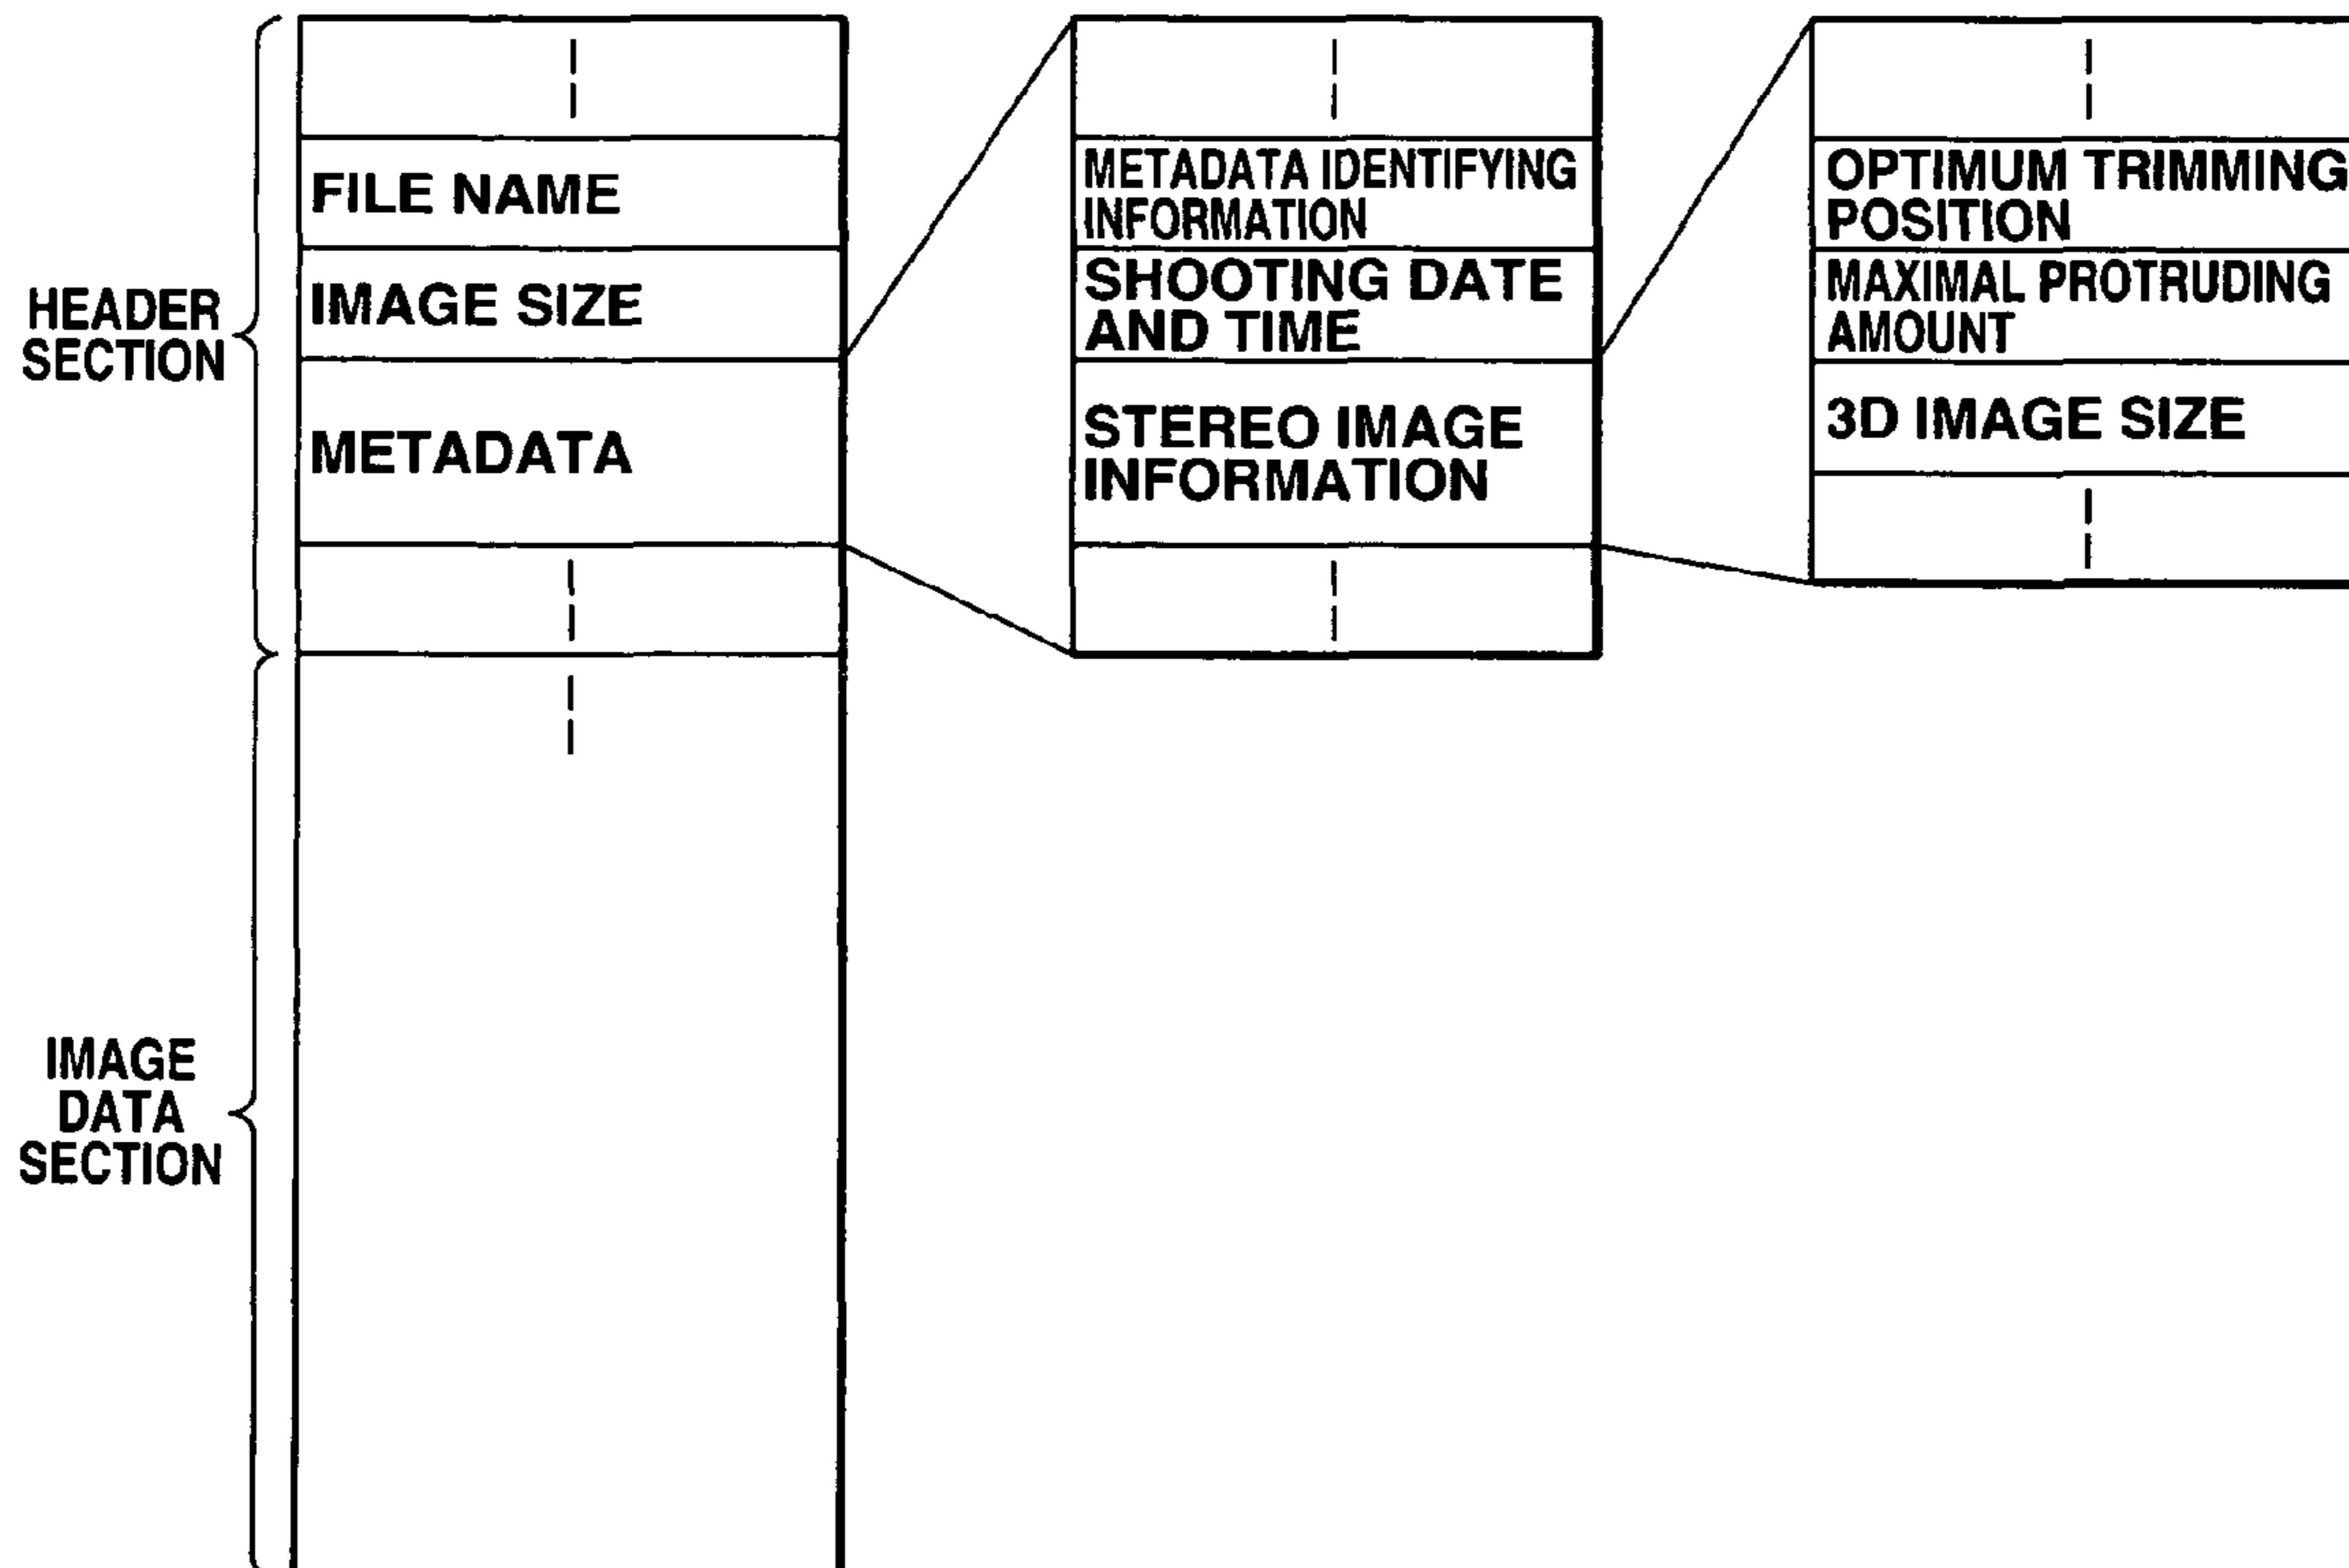 HEADER
SECTION
FILE NAME
IMAGE SIZE
METADATA
METADATA IDENTIFYING
INFORMATION
SHOOTING DATE
AND TIME
STEREO IMAGE
INFORMATION
OPTIMUM TRIMMING
POSITION
MAXIMAL PROTRUDING
AMOUNT
3D IMAGE SIZE
IMAGE
DATA
SECTION